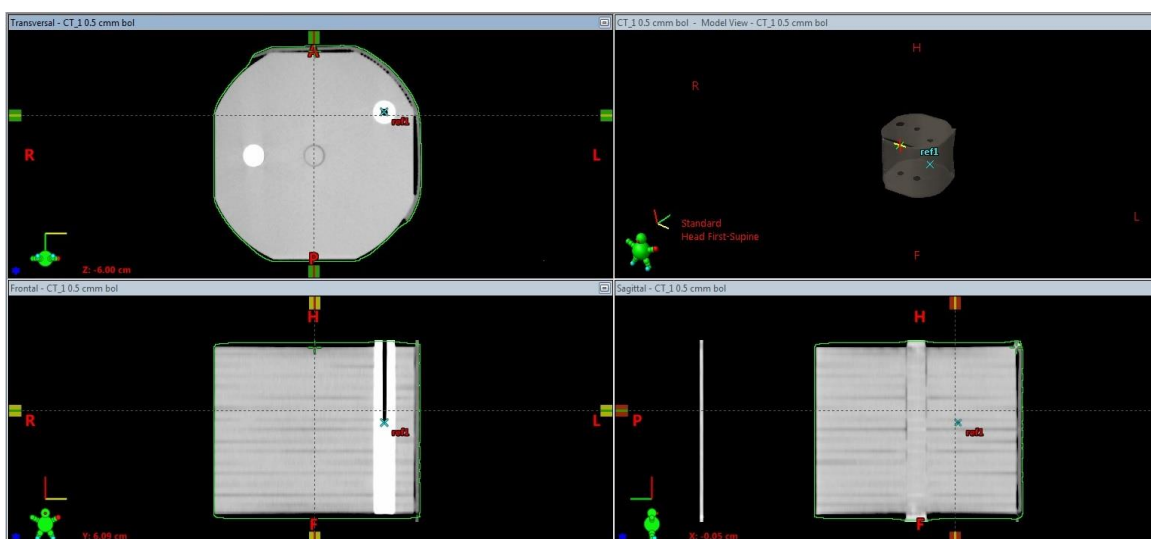 Transversal - CT_1 0.5 cmm bol
A
ref1
R
L
P
Z: -6.00 cm
CT_1 0.5 cmm bol - Model View - CT_1 0.5 cmm bol
H
R
ref1
L
Standard
Head First-Supine
F
Frontal - CT_1 0.5 cmm bol
H
R
L
ref1
F
Y: 6.09 cm
Sagittal - CT_1 0.5 cmm bol
H
P
ref1
F
X: -0.05 cm